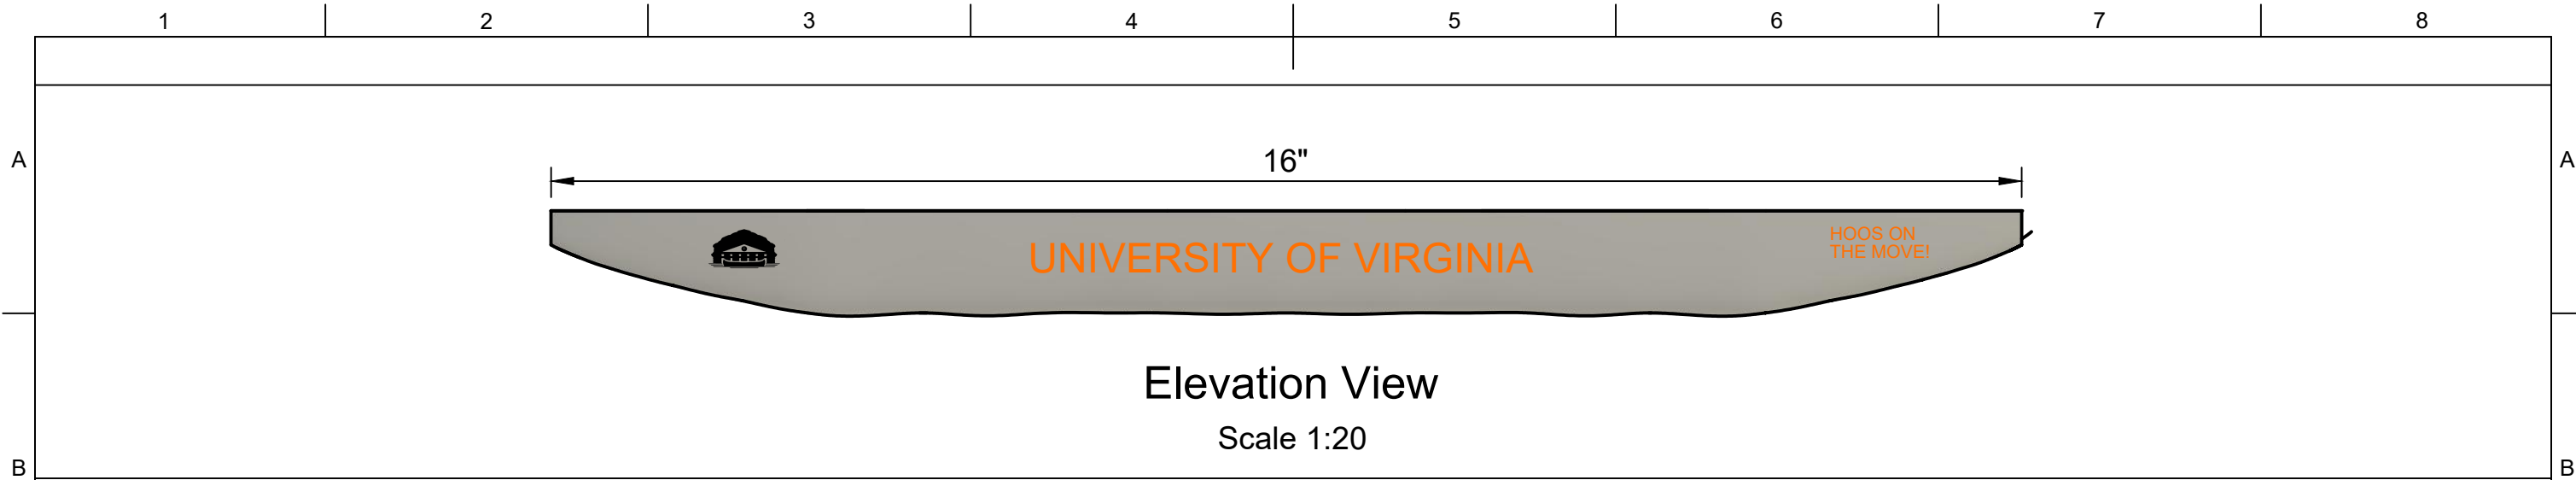 1 2 3 4 5 6 7 8
A A
16"
HOOS ON
THE MOVE!
UNIVERSITY OF VIRGINIA
Elevation View
Scale 1:20
B B